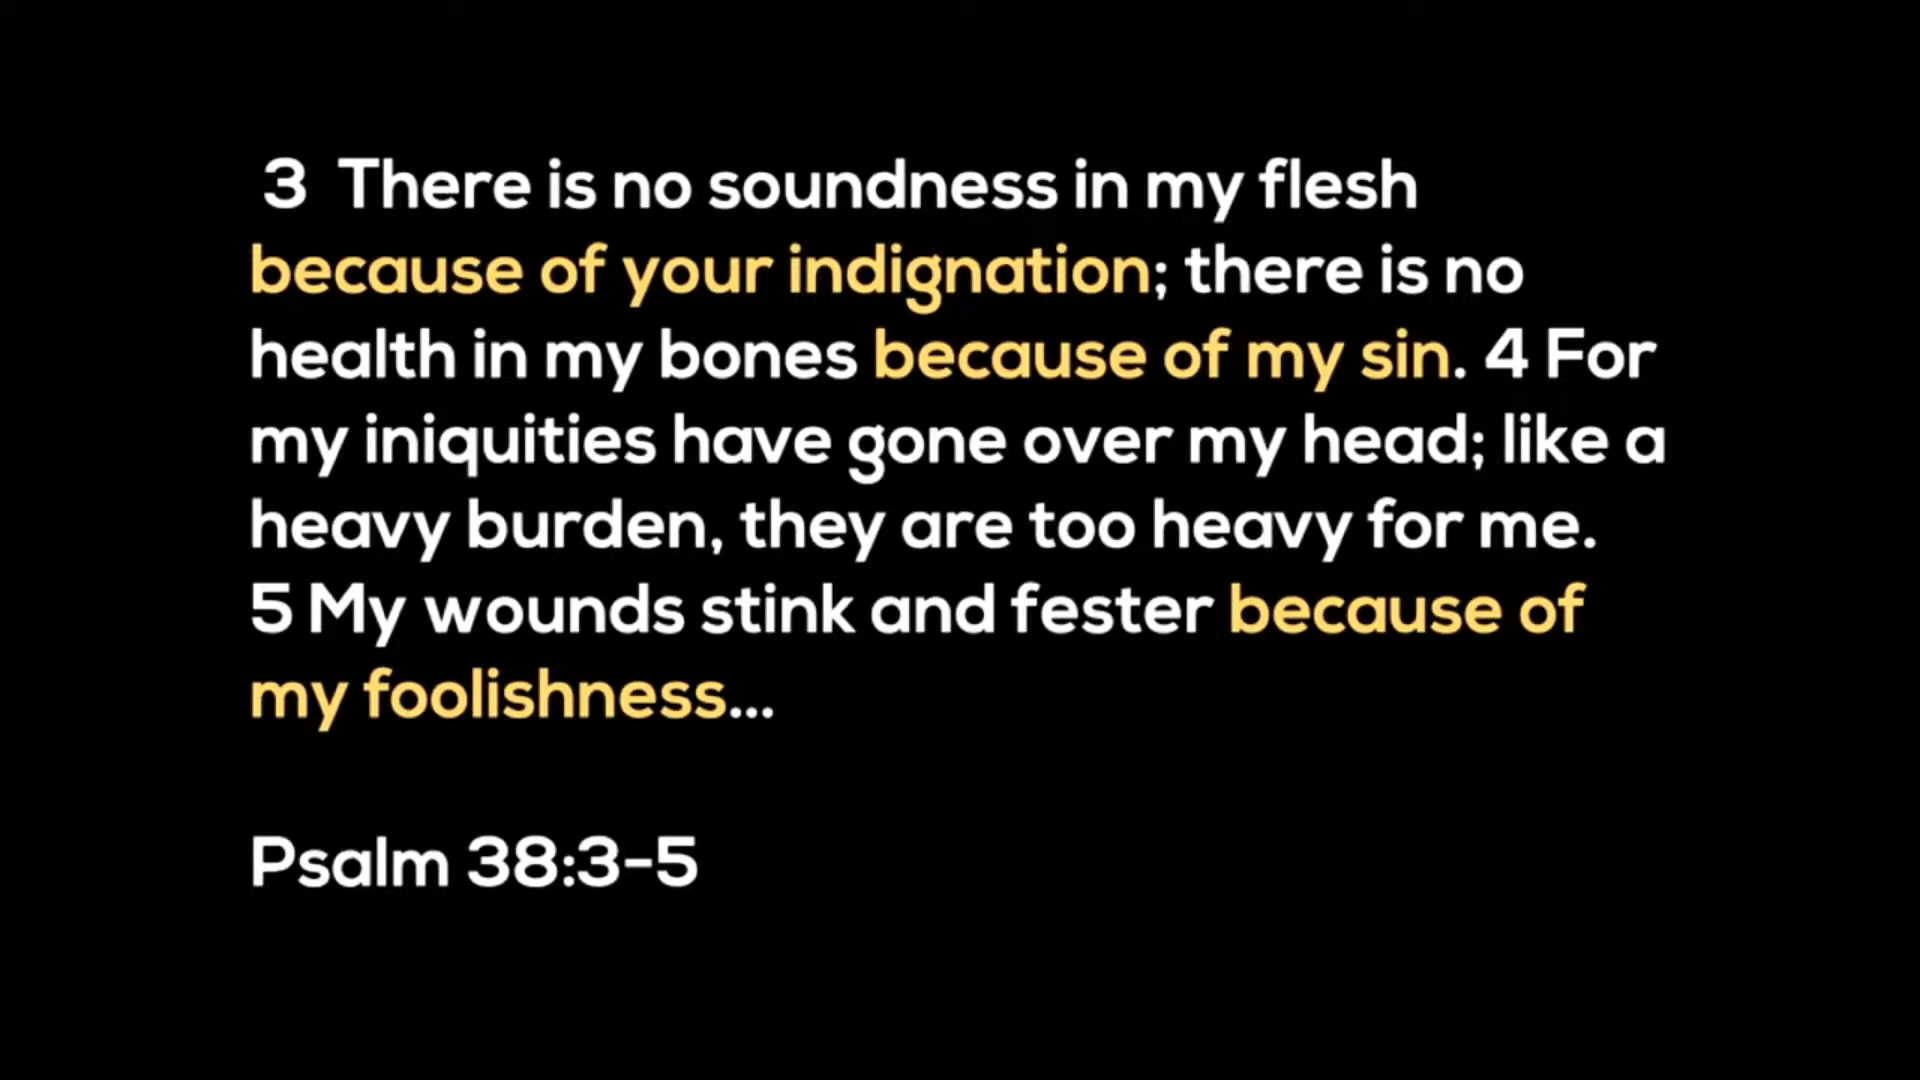 3 There is no soundness in my flesh
because of your indignation; there is no
health in my bones because of my sin. 4 For
my iniquities have gone over my head; like a
heavy burden, they are too heavy for me.
5 My wounds stink and fester because of
my foolishness...
Psalm 38:3-5